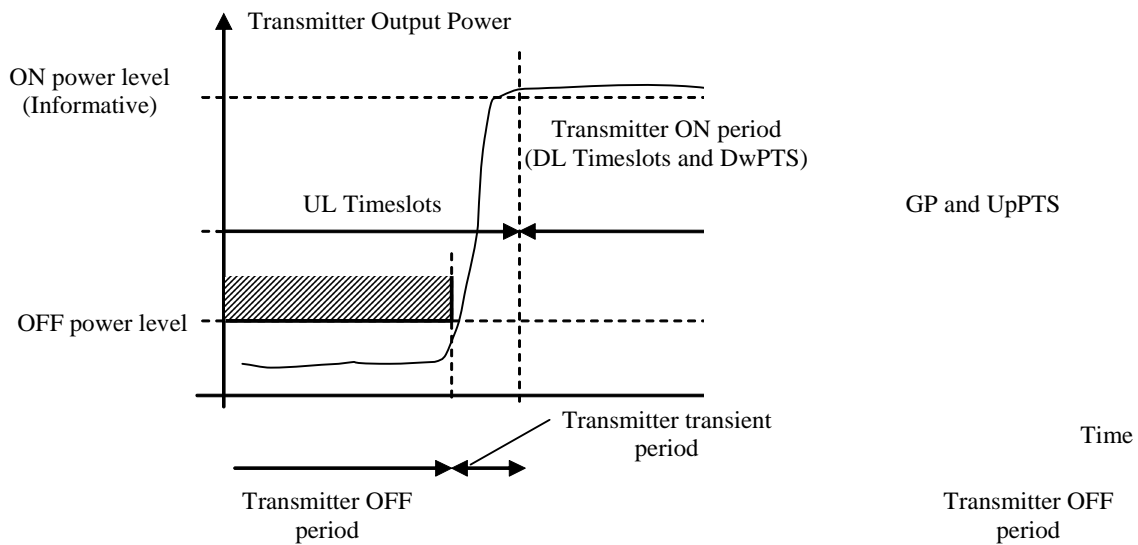 Transmitter Output Power
ON power level
(Informative)
Transmitter ON period
(DL Timeslots and DwPTS)
UL Timeslots
GP and UpPTS
OFF power level
Transmitter transient
period
Time
Transmitter OFF
period
Transmitter OFF
period